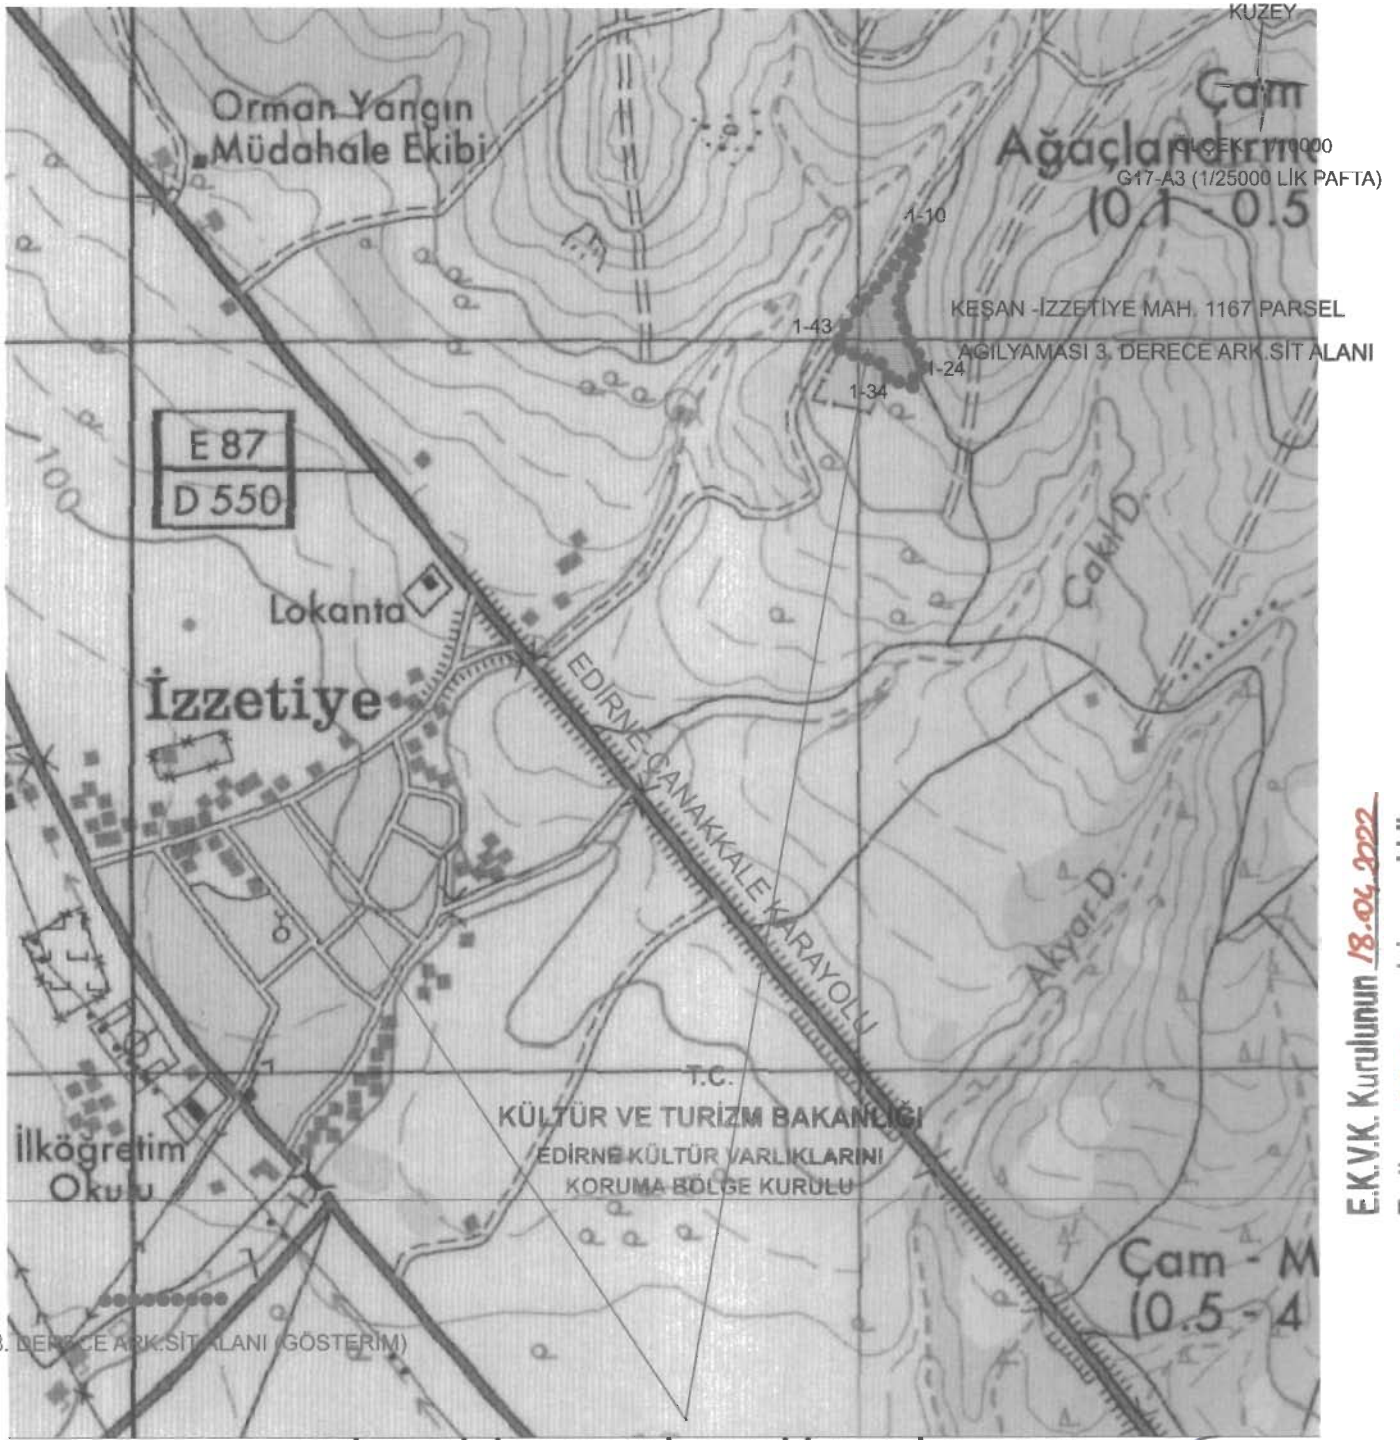 KUZEY
Çam
Ağaçlandırma
ÖLÇEK: 1/10000
G17-A3 (1/25000 LİK PAFTA)
(0.1 - 0.5
Orman Yangın
Müdahale Ekibi
1-10
KEŞAN -İZZETİYE MAH. 1167 PARSEL
1-43
AĞILYAMASI 3. DERECE ARK.SİT ALANI
1-24
1-34
E 87
D 550
100
Çakıl D.
Lokanta
İzzetiye
EDİRNE-ÇANAKKALE KARAYOLU
Akyar D.
E.K.V.K. Kurulunun 18.04.2022
T.C.
KÜLTÜR VE TURİZM BAKANLIĞI
EDİRNE KÜLTÜR VARLIKLARINI
KORUMA BÖLGE KURULU
İlköğretim
Okulu
Çam - M
(0.5 - 4
3. DERECE ARK.SİT ALANI (GÖSTERİM)